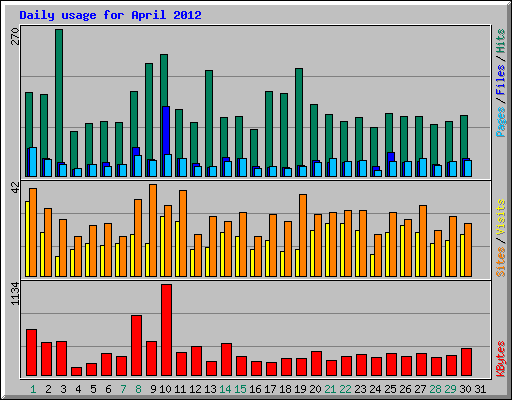 Daily usage for April 2012
270
Pages / Files / Hits
42
Sites / Visits
1134
KBytes
1 2 3 4 5 6 7 8 9 10 11 12 13 14 15 16 17 18 19 20 21 22 23 24 25 26 27 28 29 30 31